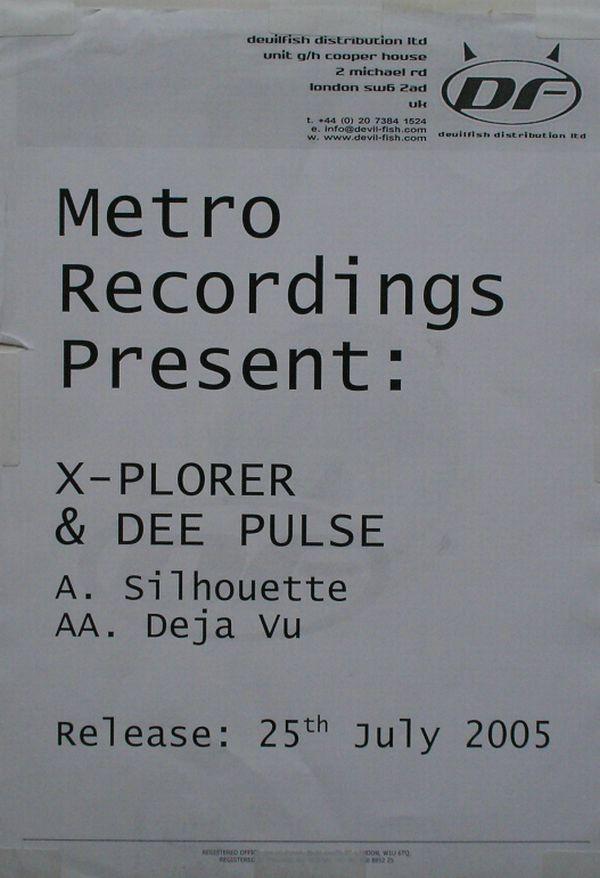 devilfish distribution ltd
unit g/h cooper house
2 michael rd
london sw6 2ad
uk
t. +44 (0) 20 7384 1524
e. info@devil-fish.com
w. www.devil-fish.com
DF
devilfish distribution ltd
Metro
Recordings
Present:
X-PLORER
& DEE PULSE
A. Silhouette
AA. Deja Vu
Release: 25th July 2005
REGISTERED
REGISTERED